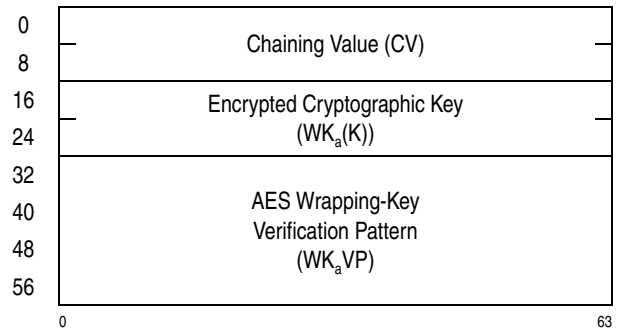 0
Chaining Value (CV)
8
16
Encrypted Cryptographic Key
24
(WKa(K))
32
AES Wrapping-Key
40
Verification Pattern
48
(WKaVP)
56
0 63